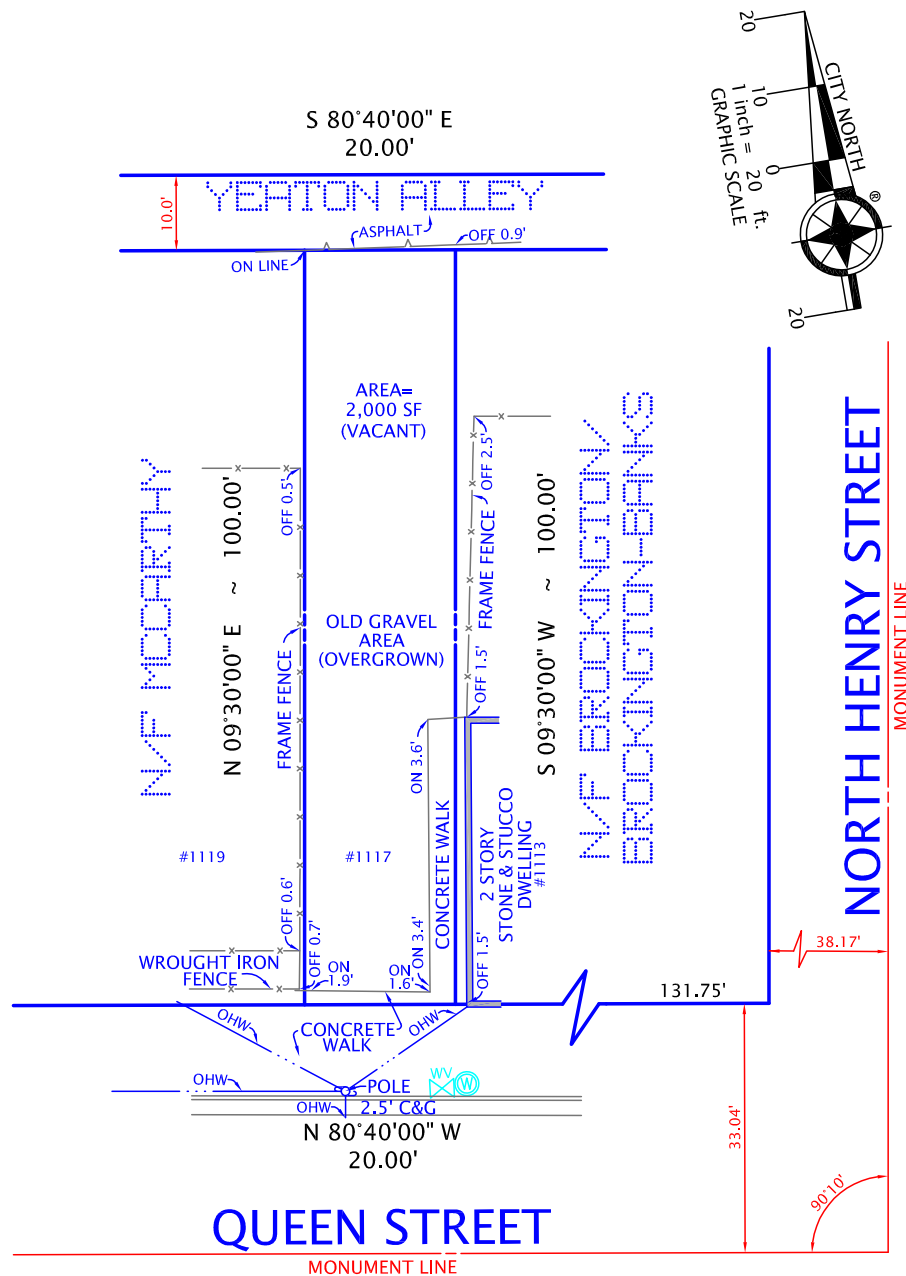 S 80°40'00" E
20.00'
20
10
0
20
CITY NORTH
®
1 inch = 20 ft.
GRAPHIC SCALE
10.0'
YEATON ALLEY
ASPHALT
OFF 0.9'
ON LINE
AREA=
2,000 SF
(VACANT)
N/F MCCARTHY
N 09°30'00" E ~ 100.00'
OFF 0.5'
FRAME FENCE
OLD GRAVEL
AREA
(OVERGROWN)
OFF 2.5'
FRAME FENCE
OFF 1.5'
S 09°30'00" W ~ 100.00'
N/F BROCKINGTON/
BROCKINGTON-BANKS
NORTH HENRY STREET
MONUMENT LINE
#1119
#1117
ON 3.6'
CONCRETE WALK
ON 3.4'
2 STORY
STONE & STUCCO
DWELLING
#1113
OFF 1.5'
OFF 0.6'
OFF 0.7'
WROUGHT IRON
FENCE
ON
1.9'
ON
1.6'
38.17'
131.75'
OHW
CONCRETE
WALK
OHW
OHW
POLE
WV
W
OHW
2.5' C&G
N 80°40'00" W
20.00'
33.04'
90°10'
QUEEN STREET
MONUMENT LINE